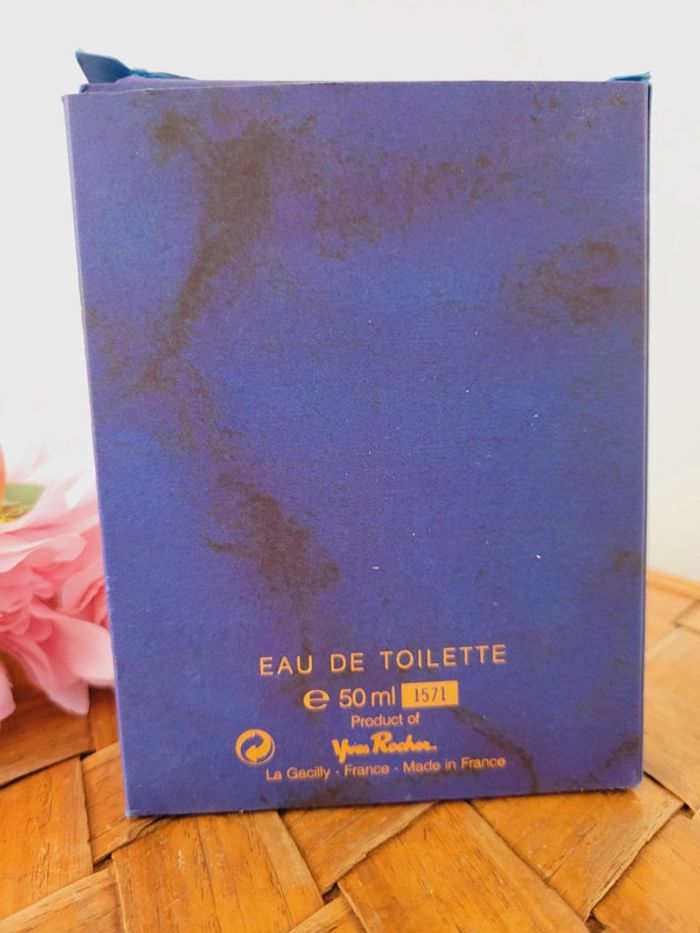 EAU DE TOILETTE
℮ 50 ml 1571
Product of
Yves Rocher
La Gacilly - France - Made in France